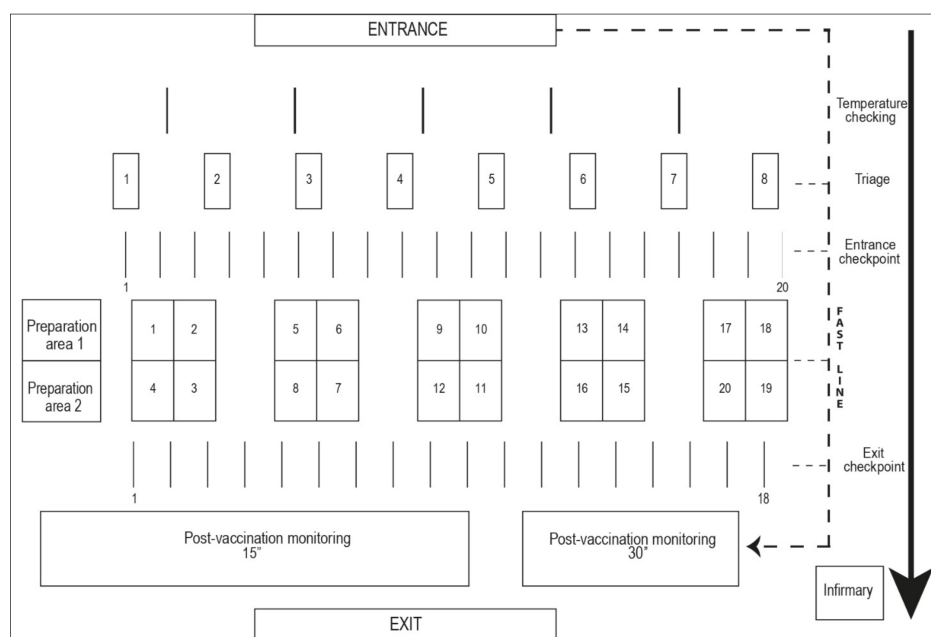 ENTRANCE
Temperature
checking
1 2 3 4 5 6 7 8
Triage
Entrance
checkpoint
1 20
Preparation
area 1
1 2 5 6 9 10 13 14 17 18
Preparation
area 2
4 3 8 7 12 11 16 15 20 19
FAST LINE
Exit
checkpoint
1 18
Post-vaccination monitoring
15"
Post-vaccination monitoring
30"
Infirmary
EXIT